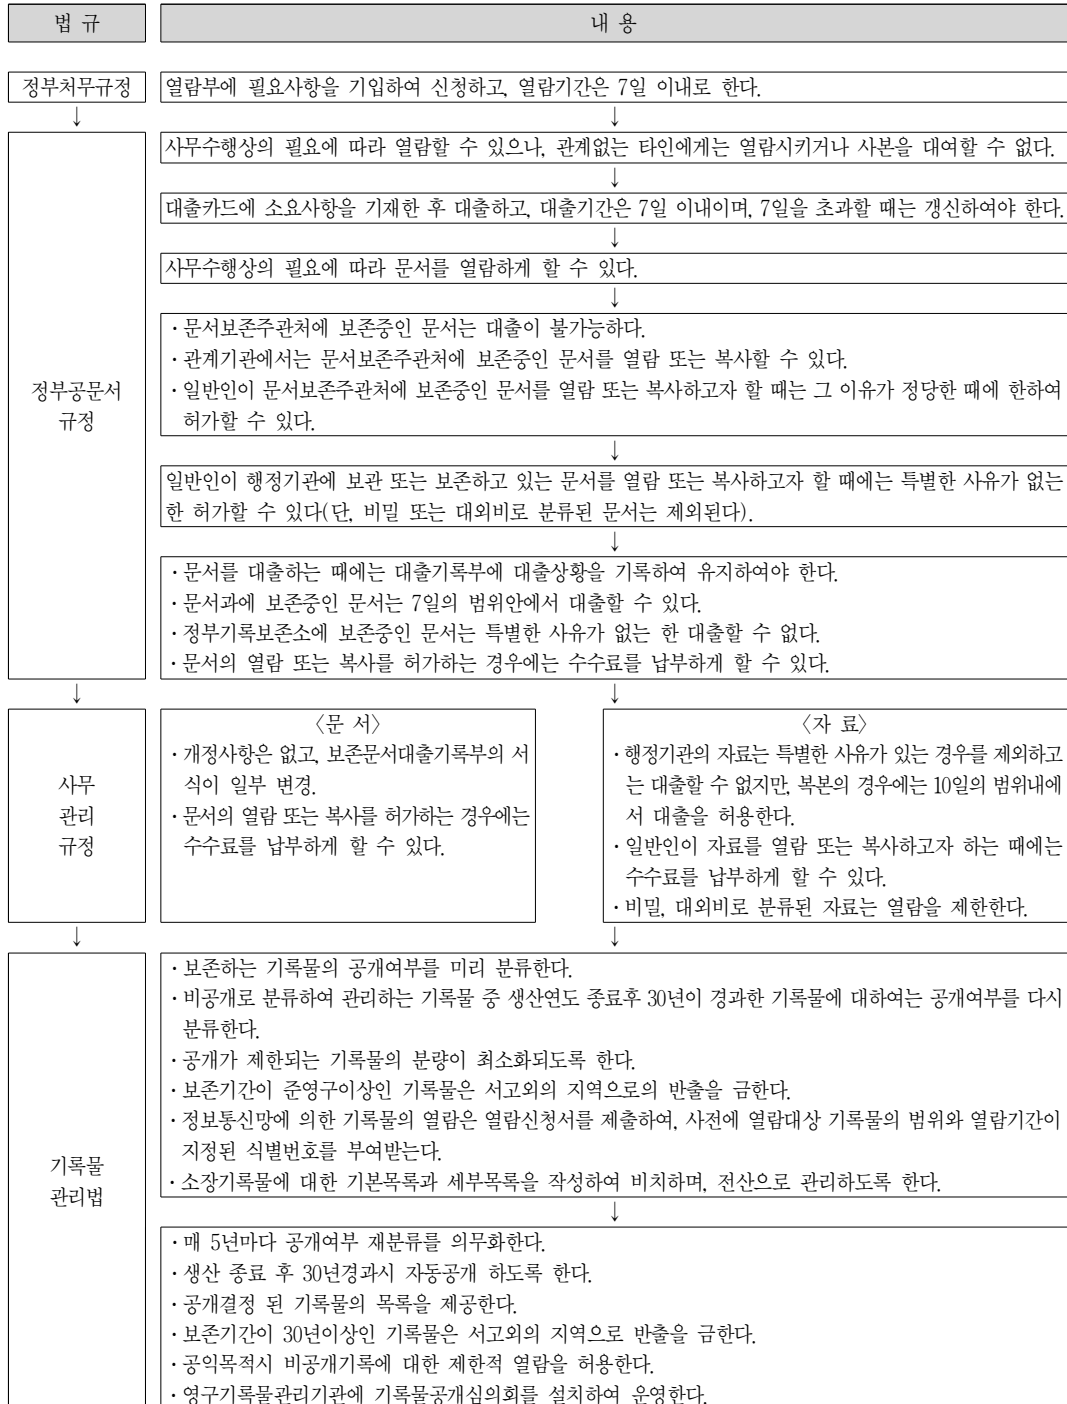 법 규
내 용
정부처무규정
열람부에 필요사항을 기입하여 신청하고, 열람기간은 7일 이내로 한다.
↓
↓
정부공문서
규정
사무수행상의 필요에 따라 열람할 수 있으나, 관계없는 타인에게는 열람시키거나 사본을 대여할 수 없다.
↓
대출카드에 소요사항을 기재한 후 대출하고, 대출기간은 7일 이내이며, 7일을 초과할 때는 갱신하여야 한다.
↓
사무수행상의 필요에 따라 문서를 열람하게 할 수 있다.
↓
·문서보존주관처에 보존중인 문서는 대출이 불가능하다.
·관계기관에서는 문서보존주관처에 보존중인 문서를 열람 또는 복사할 수 있다.
·일반인이 문서보존주관처에 보존중인 문서를 열람 또는 복사하고자 할 때는 그 이유가 정당한 때에 한하여
허가할 수 있다.
↓
일반인이 행정기관에 보관 또는 보존하고 있는 문서를 열람 또는 복사하고자 할 때에는 특별한 사유가 없는
한 허가할 수 있다(단, 비밀 또는 대외비로 분류된 문서는 제외된다).
↓
·문서를 대출하는 때에는 대출기록부에 대출상황을 기록하여 유지하여야 한다.
·문서과에 보존중인 문서는 7일의 범위안에서 대출할 수 있다.
·정부기록보존소에 보존중인 문서는 특별한 사유가 없는 한 대출할 수 없다.
·문서의 열람 또는 복사를 허가하는 경우에는 수수료를 납부하게 할 수 있다.
↓
↓
사무
관리
규정
〈문 서〉
·개정사항은 없고, 보존문서대출기록부의 서
식이 일부 변경.
·문서의 열람 또는 복사를 허가하는 경우에는
수수료를 납부하게 할 수 있다.
〈자 료〉
·행정기관의 자료는 특별한 사유가 있는 경우를 제외하고
는 대출할 수 없지만, 복본의 경우에는 10일의 범위내에
서 대출을 허용한다.
·일반인이 자료를 열람 또는 복사하고자 하는 때에는
수수료를 납부하게 할 수 있다.
·비밀, 대외비로 분류된 자료는 열람을 제한한다.
↓
↓
기록물
관리법
·보존하는 기록물의 공개여부를 미리 분류한다.
·비공개로 분류하여 관리하는 기록물 중 생산연도 종료후 30년이 경과한 기록물에 대하여는 공개여부를 다시
분류한다.
·공개가 제한되는 기록물의 분량이 최소화되도록 한다.
·보존기간이 준영구이상인 기록물은 서고외의 지역으로의 반출을 금한다.
·정보통신망에 의한 기록물의 열람은 열람신청서를 제출하여, 사전에 열람대상 기록물의 범위와 열람기간이
지정된 식별번호를 부여받는다.
·소장기록물에 대한 기본목록과 세부목록을 작성하여 비치하며, 전산으로 관리하도록 한다.
↓
·매 5년마다 공개여부 재분류를 의무화한다.
·생산 종료 후 30년경과시 자동공개 하도록 한다.
·공개결정 된 기록물의 목록을 제공한다.
·보존기간이 30년이상인 기록물은 서고외의 지역으로 반출을 금한다.
·공익목적시 비공개기록에 대한 제한적 열람을 허용한다.
·영구기록물관리기관에 기록물공개심의회를 설치하여 운영한다.